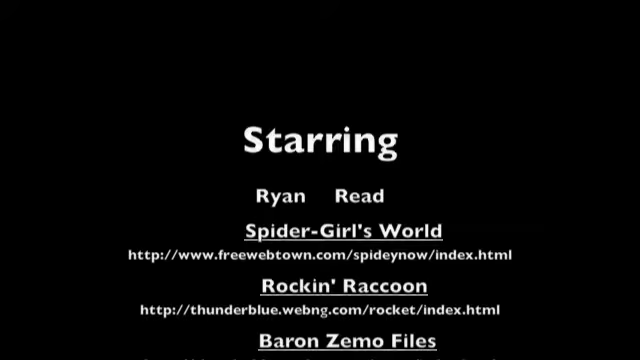 Starring
Ryan Read
Spider-Girl's World
http://www.freewebtown.com/spideynow/index.html
Rockin' Raccoon
http://thunderblue.webng.com/rocket/index.html
Baron Zemo Files